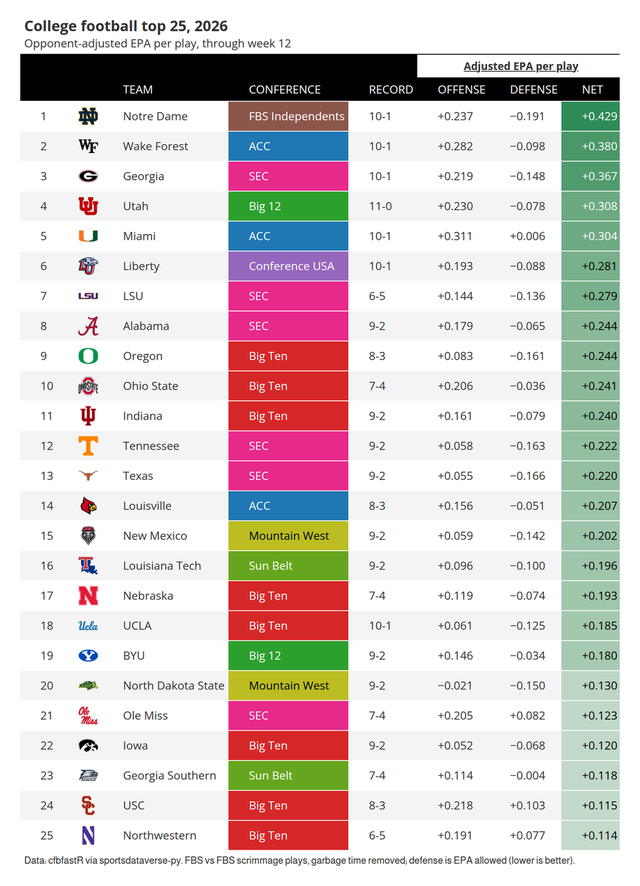 College football top 25, 2026
Opponent-adjusted EPA per play, through week 12
Adjusted EPA per play
TEAM CONFERENCE RECORD OFFENSE DEFENSE NET
1 ND Notre Dame FBS Independents 10-1 +0.237 −0.191 +0.429
2 WF Wake Forest ACC 10-1 +0.282 −0.098 +0.380
3 G Georgia SEC 10-1 +0.219 −0.148 +0.367
4 U Utah Big 12 11-0 +0.230 −0.078 +0.308
5 U Miami ACC 10-1 +0.311 +0.006 +0.304
6 LU Liberty Conference USA 10-1 +0.193 −0.088 +0.281
7 LSU LSU SEC 6-5 +0.144 −0.136 +0.279
8 A Alabama SEC 9-2 +0.179 −0.065 +0.244
9 O Oregon Big Ten 8-3 +0.083 −0.161 +0.244
10 OHIO STATE Ohio State Big Ten 7-4 +0.206 −0.036 +0.241
11 IU Indiana Big Ten 9-2 +0.161 −0.079 +0.240
12 T Tennessee SEC 9-2 +0.058 −0.163 +0.222
13 Texas SEC 9-2 +0.055 −0.166 +0.220
14 Louisville ACC 8-3 +0.156 −0.051 +0.207
15 New Mexico Mountain West 9-2 +0.059 −0.142 +0.202
16 LT Louisiana Tech Sun Belt 9-2 +0.096 −0.100 +0.196
17 N Nebraska Big Ten 7-4 +0.119 −0.074 +0.193
18 Ucla UCLA Big Ten 10-1 +0.061 −0.125 +0.185
19 Y BYU Big 12 9-2 +0.146 −0.034 +0.180
20 North Dakota State Mountain West 9-2 −0.021 −0.150 +0.130
21 Ole Miss Ole Miss SEC 7-4 +0.205 +0.082 +0.123
22 Iowa Big Ten 9-2 +0.052 −0.068 +0.120
23 Georgia Southern Sun Belt 7-4 +0.114 −0.004 +0.118
24 SC USC Big Ten 8-3 +0.218 +0.103 +0.115
25 N Northwestern Big Ten 6-5 +0.191 +0.077 +0.114
Data: cfbfastR via sportsdataverse-py. FBS vs FBS scrimmage plays, garbage time removed; defense is EPA allowed (lower is better).